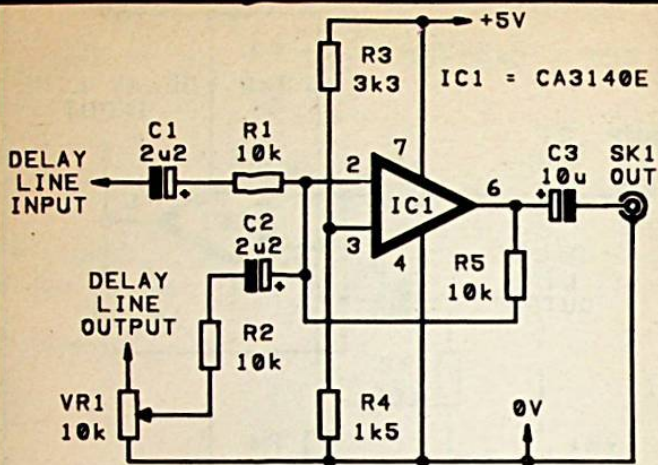 +5V
R3
3k3
IC1 = CA3140E
C1
2u2
R1
10k
DELAY
LINE
INPUT
2
7
IC1
6
C3
10u
SK1
OUT
+
+
C2
2u2
3
4
R5
10k
+
DELAY
LINE
OUTPUT
R2
10k
VR1
10k
R4
1k5
0V